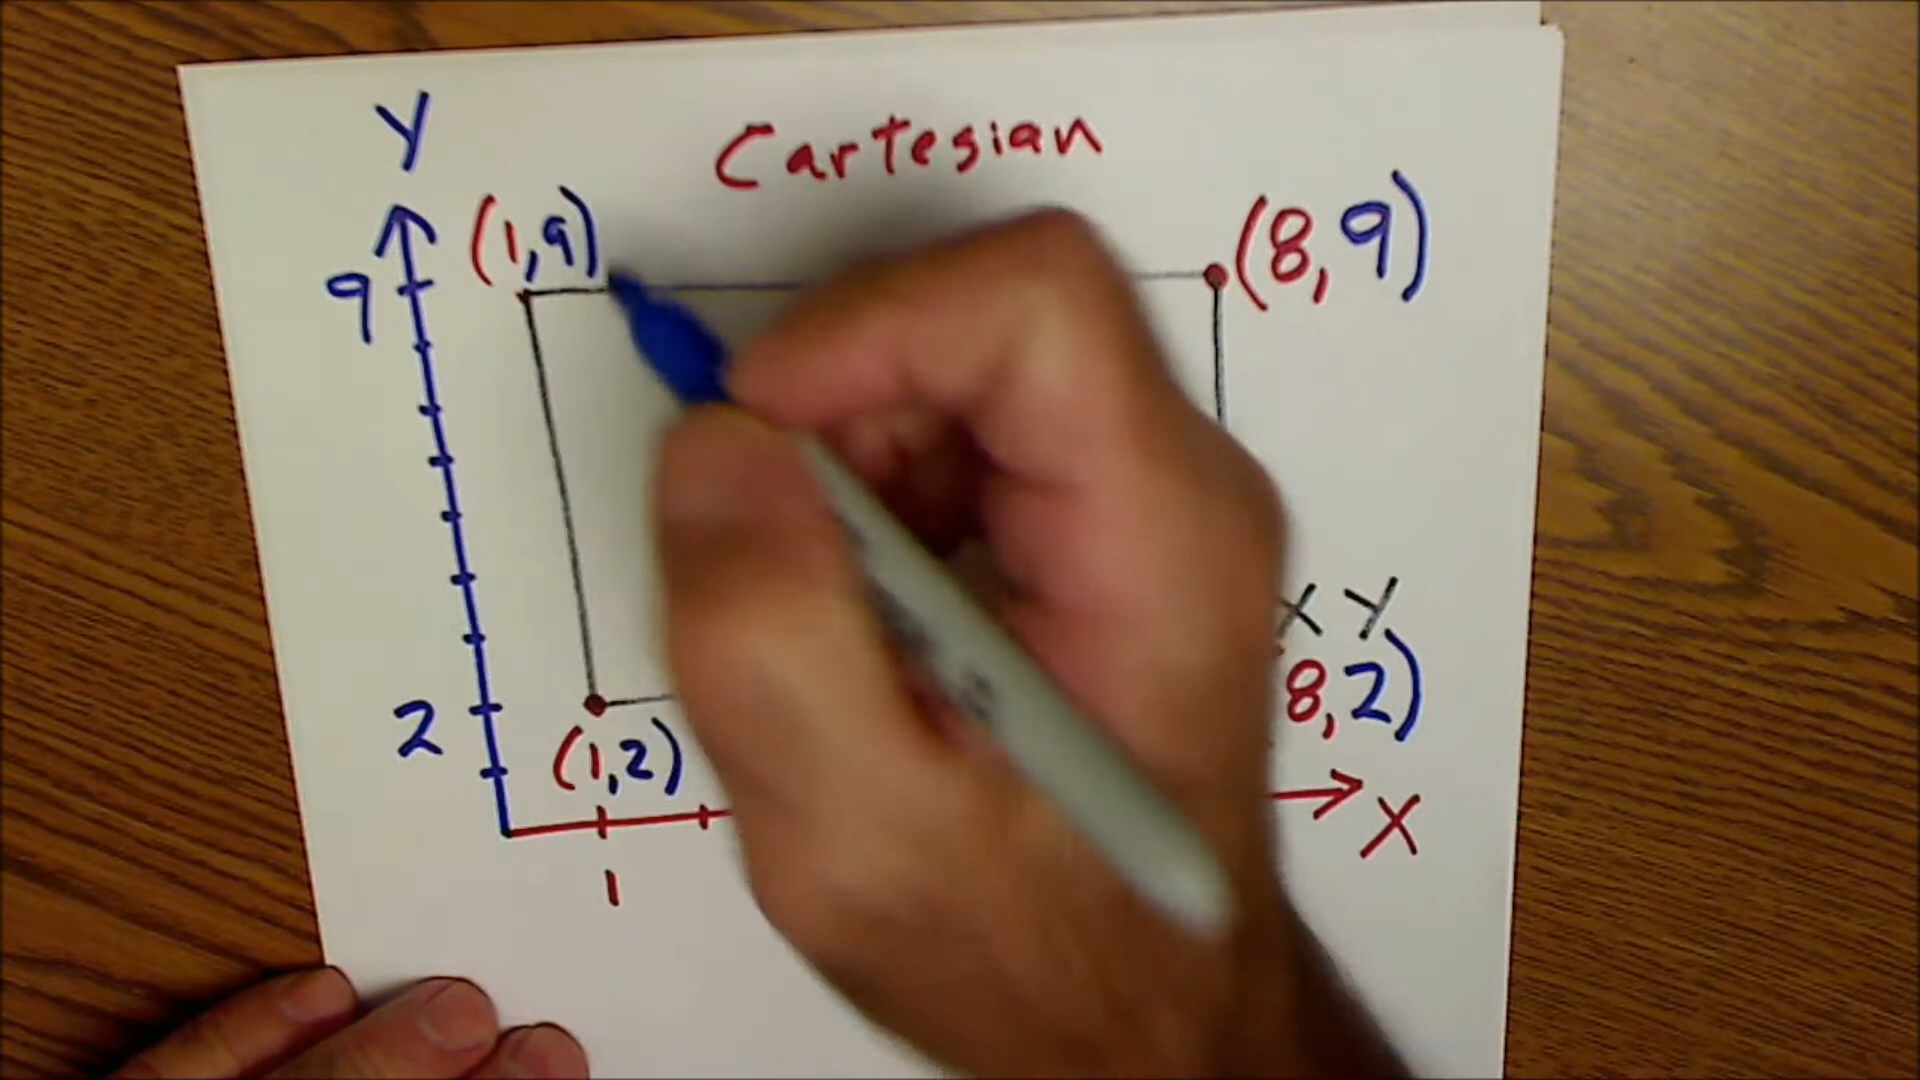 Y
Cartesian
(1,9)
(8,9)
9
X Y
8,2)
2
(1,2)
X
1